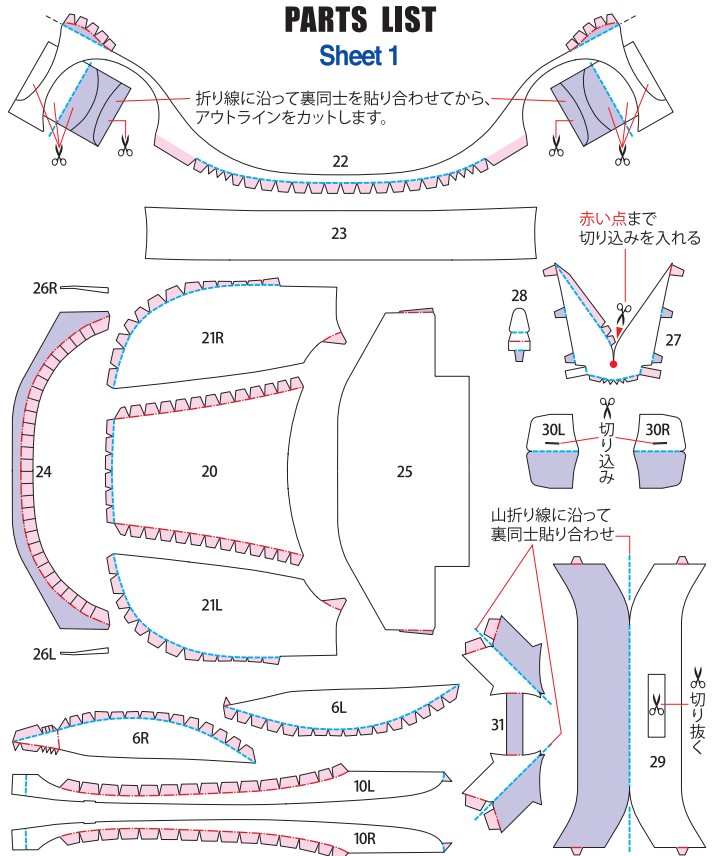 PARTS LIST
Sheet 1
折り線に沿って裏同士を貼り合わせてから、
アウトラインをカットします。
22
23
赤い点まで
切り込みを入れる
26R
21R
28
27
30L
切り込み
30R
24
20
25
山折り線に沿って
裏同士貼り合わせ
21L
26L
6L
6R
31
切り抜く
29
10L
10R